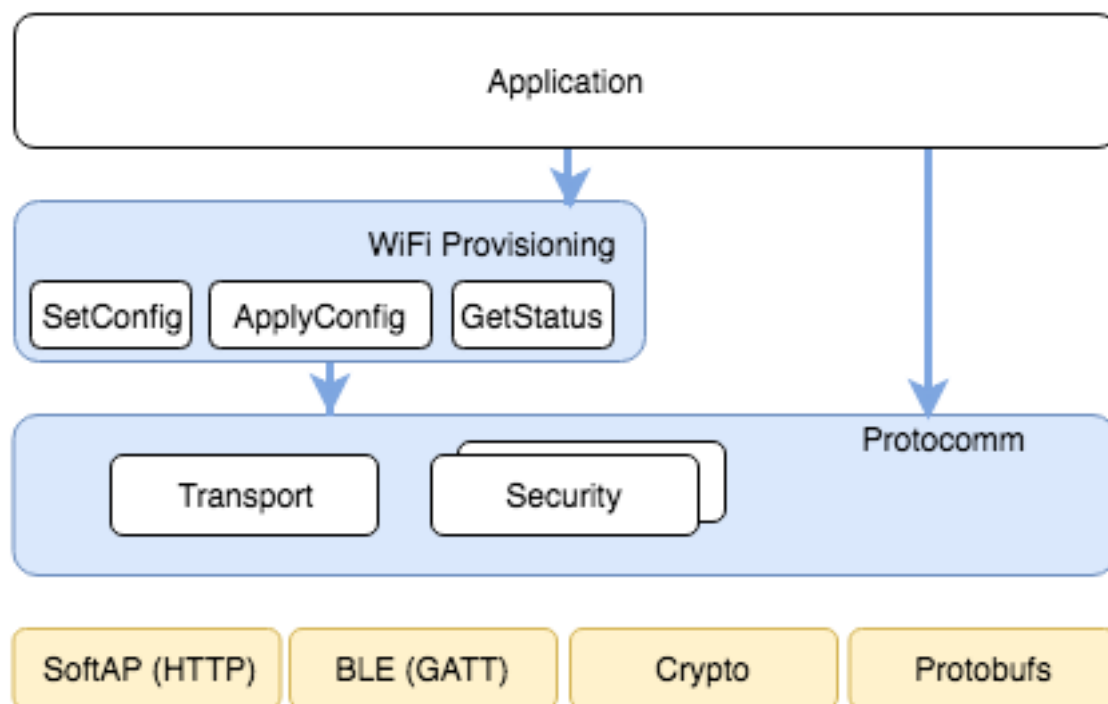 Application
WiFi Provisioning
SetConfig
ApplyConfig
GetStatus
Protocomm
Transport
Security
SoftAP (HTTP)
BLE (GATT)
Crypto
Protobufs